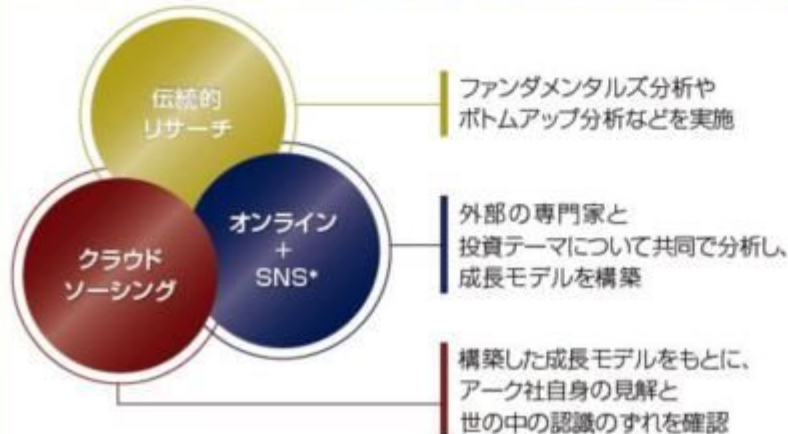 伝統的
リサーチ
ファンダメンタルズ分析や
ボトムアップ分析などを実施
オンライン
+
SNS*
外部の専門家と
投資テーマについて共同で分析し、
成長モデルを構築
クラウド
ソーシング
構築した成長モデルをもとに、
アーク社自身の見解と
世の中の認識のずれを確認